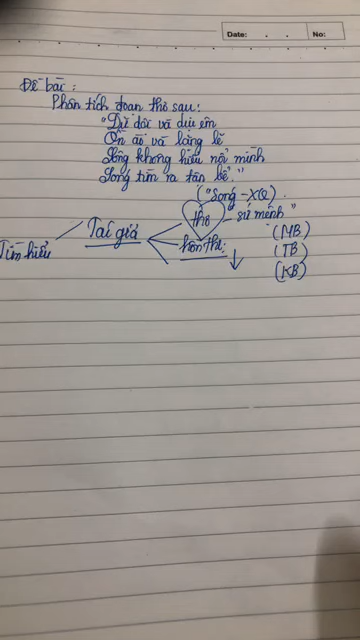 Date: . . No:
Đề bài:
Phân tích đoạn thơ sau:
"Dữ dội và dịu êm
Ồn ào và lặng lẽ
Sông không hiểu nổi mình
Sóng tìm ra tận bể."
("Sóng - XQ).
thơ - sứ mệnh"
Tìm hiểu Tác giả hồn thơ:
(MB)
(TB)
(KB)